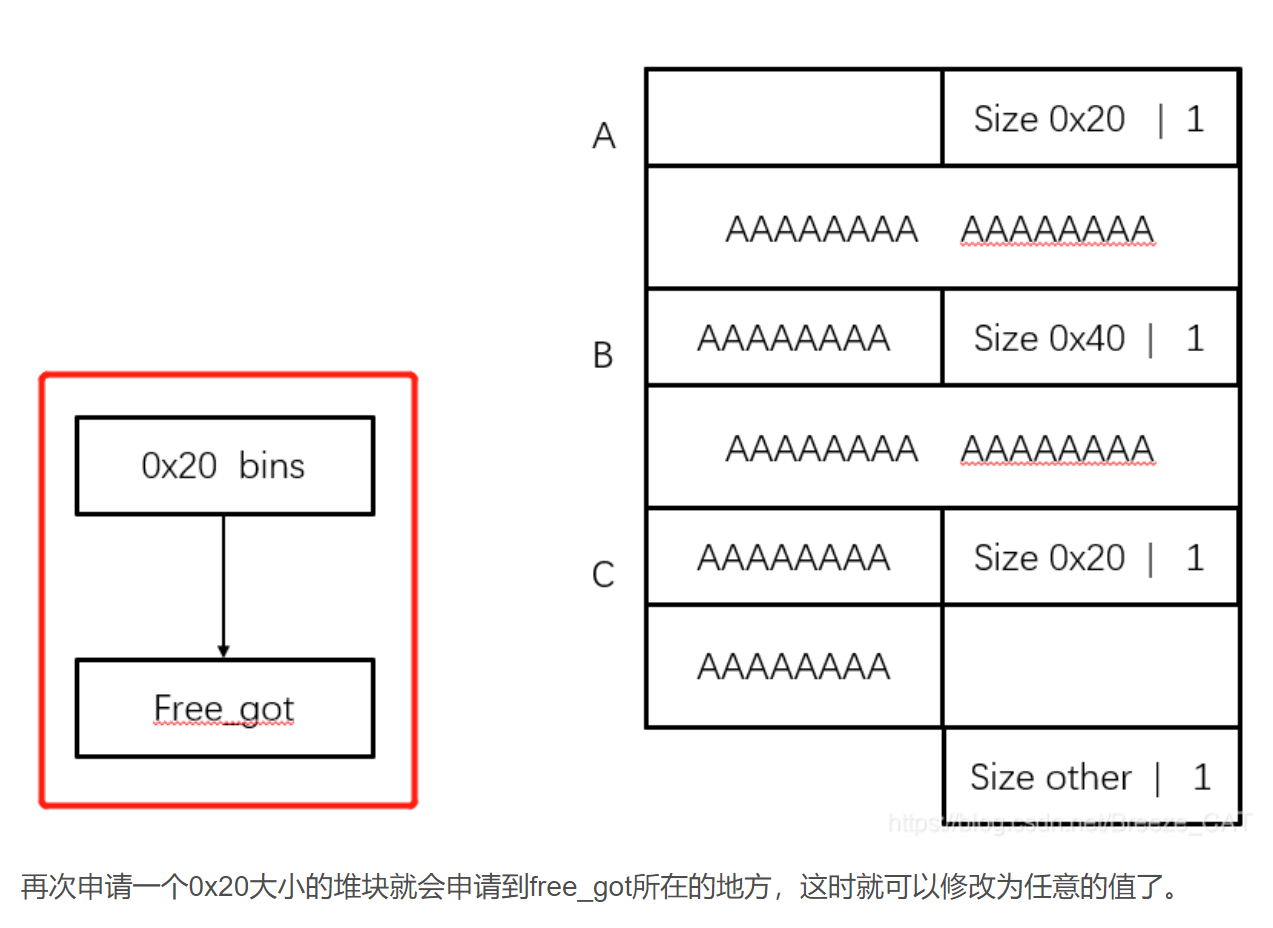 A
Size 0x20 | 1
AAAAAAAA AAAAAAAA
B
AAAAAAAA Size 0x40 | 1
0x20 bins
AAAAAAAA AAAAAAAA
C
AAAAAAAA Size 0x20 | 1
Free_got
AAAAAAAA
Size other | 1
https://blog.csdn.net/Breeze_CAT
再次申请一个0x20大小的堆块就会申请到free_got所在的地方，这时就可以修改为任意的值了。